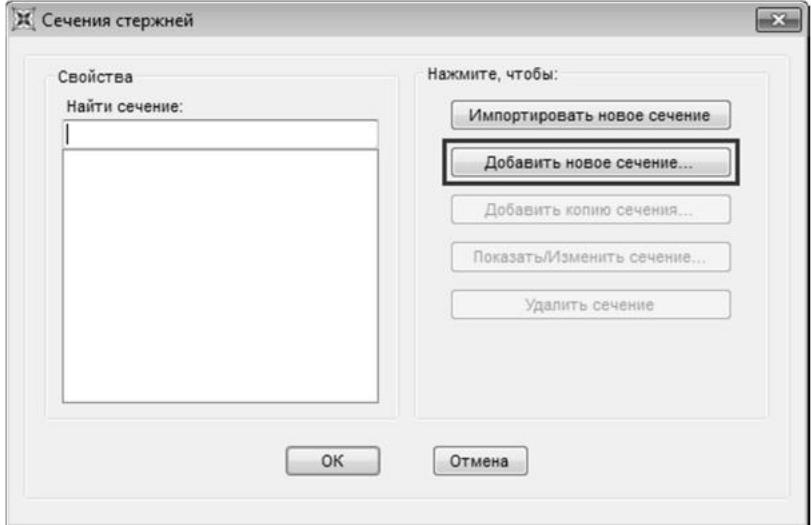 Сечения стержней
Свойства
Найти сечение:
Нажмите, чтобы:
Импортировать новое сечение
Добавить новое сечение...
Добавить копию сечения...
Показать/Изменить сечение...
Удалить сечение
OK
Отмена